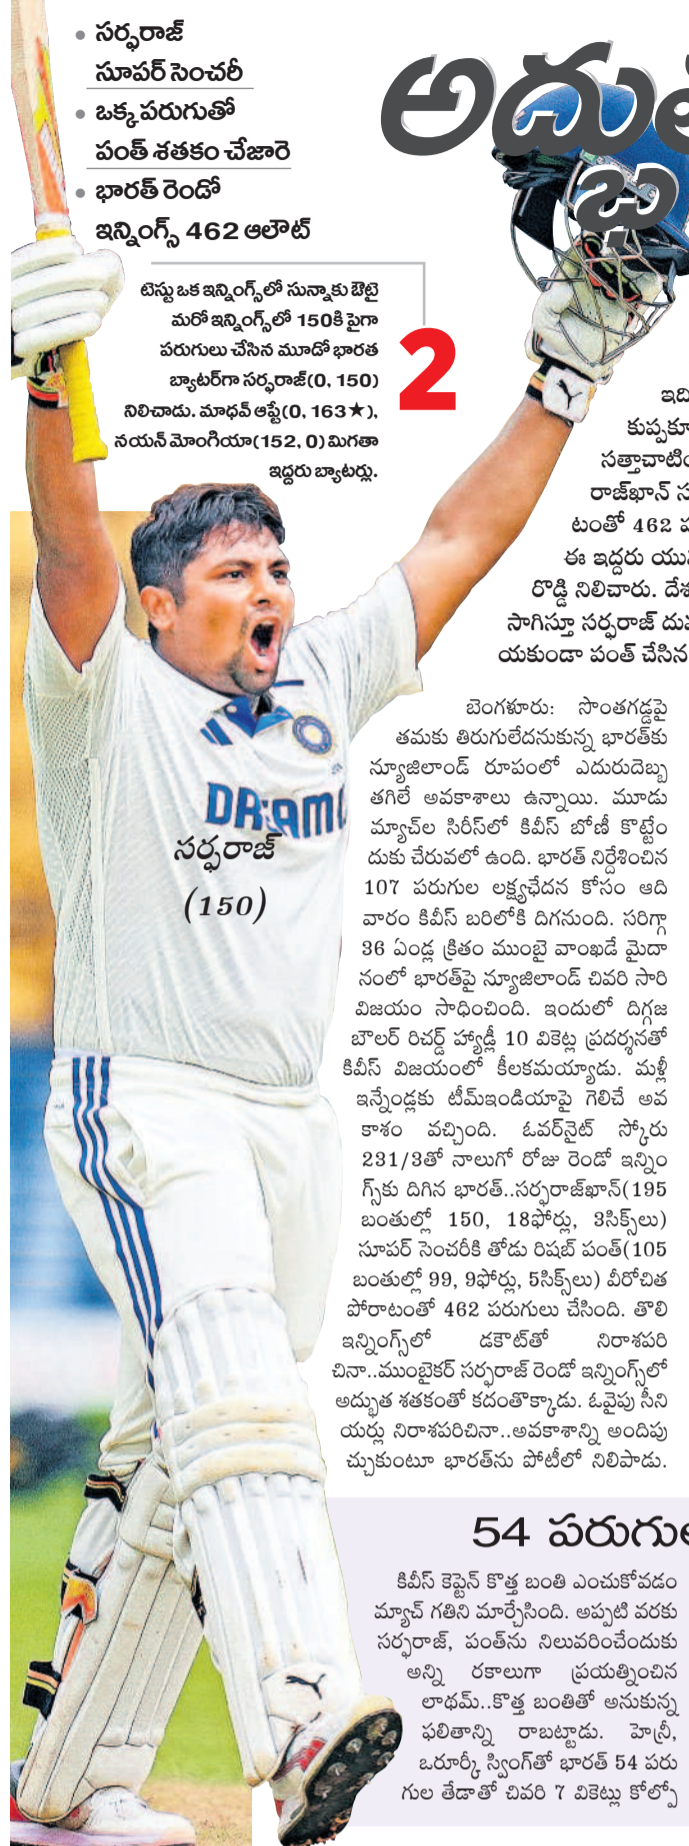 సర్ఫరాజ్
సూపర్ సెంచరీ
ఒక్క పరుగుతో
పంత్ శతకం చేజారె
భారత్ రెండో
ఇన్నింగ్స్ 462 ఆలౌట్
టెస్టు ఒక ఇన్నింగ్స్‌లో సున్నాకు ఔటై
మరో ఇన్నింగ్స్‌లో 150కి పైగా
పరుగులు చేసిన మూడో భారత
బ్యాటర్‌గా సర్ఫరాజ్(0, 150)
నిలిచాడు. మాధవ్ ఆప్టే(0, 163★),
నయన్ మోంగియా(152, 0) మిగతా
ఇద్దరు బ్యాటర్లు.
2
ఇది
కుప్పకూ
సత్తాచాటిం
రాజ్‌ఖాన్ స
టంతో 462 ప
ఈ ఇద్దరు యు
రొడ్డి నిలిచారు. దేశ
సాగిస్తూ సర్ఫరాజ్ దు
యకుండా పంత్ చేసిన
DREAM
సర్ఫరాజ్
(150)
బెంగళూరు: సొంతగడ్డపై
తమకు తిరుగులేదనుకున్న భారత్‌కు
న్యూజిలాండ్ రూపంలో ఎదురుదెబ్బ
తగిలే అవకాశాలు ఉన్నాయి. మూడు
మ్యాచ్‌ల సిరీస్‌లో కివీస్ బోణీ కొట్టేం
దుకు చేరువలో ఉంది. భారత్ నిర్దేశించిన
107 పరుగుల లక్ష్యఛేదన కోసం ఆది
వారం కివీస్ బరిలోకి దిగనుంది. సరిగ్గా
36 ఏండ్ల క్రితం ముంబై వాంఖడే మైదా
నంలో భారత్‌పై న్యూజిలాండ్ చివరి సారి
విజయం సాధించింది. ఇందులో దిగ్గజ
బౌలర్ రిచర్డ్ హ్యాడ్లీ 10 వికెట్ల ప్రదర్శనతో
కివీస్ విజయంలో కీలకమయ్యాడు. మళ్లీ
ఇన్నేండ్లకు టీమ్ఇండియాపై గెలిచే అవ
కాశం వచ్చింది. ఓవర్‌నైట్ స్కోరు
231/3తో నాలుగో రోజు రెండో ఇన్నిం
గ్స్‌కు దిగిన భారత్..సర్ఫరాజ్‌ఖాన్(195
బంతుల్లో 150, 18ఫోర్లు, 3సిక్స్‌లు)
సూపర్ సెంచరీకి తోడు రిషబ్ పంత్(105
బంతుల్లో 99, 9ఫోర్లు, 5సిక్స్‌లు) వీరోచిత
పోరాటంతో 462 పరుగులు చేసింది. తొలి
ఇన్నింగ్స్‌లో డకౌట్‌తో నిరాశపరి
చినా..ముంబైకర్ సర్ఫరాజ్ రెండో ఇన్నింగ్స్‌లో
అద్భుత శతకంతో కదంతొక్కాడు. ఓవైపు సీని
యర్లు నిరాశపరిచినా..అవకాశాన్ని అందిపు
చ్చుకుంటూ భారత్‌ను పోటీలో నిలిపాడు.
54 పరుగుల
కివీస్ కెప్టెన్ కొత్త బంతి ఎంచుకోవడం
మ్యాచ్ గతిని మార్చేసింది. అప్పటి వరకు
సర్ఫరాజ్, పంత్‌ను నిలువరించేందుకు
అన్ని రకాలుగా ప్రయత్నించిన
లాథమ్..కొత్త బంతితో అనుకున్న
ఫలితాన్ని రాబట్టాడు. హెన్రీ,
ఒరూర్కీ స్వింగ్‌తో భారత్ 54 పరు
గుల తేడాతో చివరి 7 వికెట్లు కోల్పో